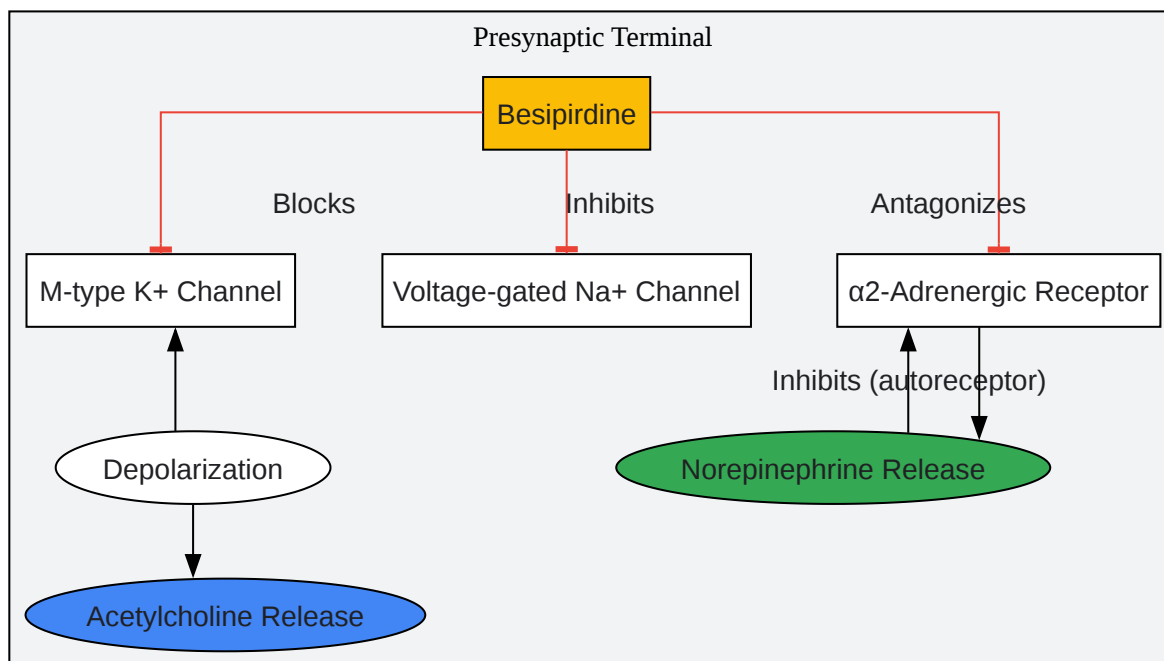 Presynaptic Terminal
Besipirdine
Blocks
Inhibits
Antagonizes
M-type K+ Channel
Voltage-gated Na+ Channel
α2-Adrenergic Receptor
Inhibits (autoreceptor)
Depolarization
Norepinephrine Release
Acetylcholine Release